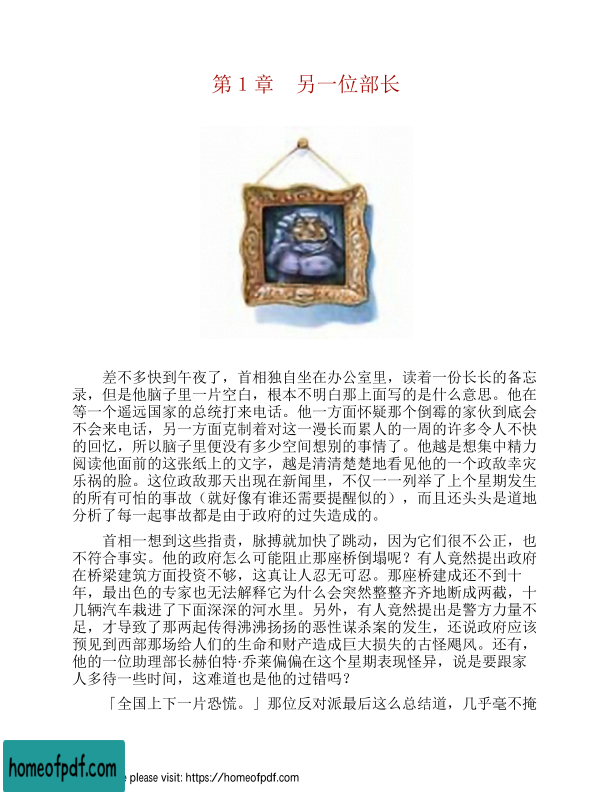 第 1 章　另一位部长
差不多快到午夜了，首相独自坐在办公室里，读着一份长长的备忘
录，但是他脑子里一片空白，根本不明白那上面写的是什么意思。他在
等一个遥远国家的总统打来电话。他一方面怀疑那个倒霉的家伙到底会
不会来电话，另一方面克制着对这一漫长而累人的一周的许多令人不快
的回忆，所以脑子里便没有多少空间想别的事情了。他越是想集中精力
阅读他面前的这张纸上的文字，越是清清楚楚地看见他的一个政敌幸灾
乐祸的脸。这位政敌那天出现在新闻里，不仅一一列举了上个星期发生
的所有可怕的事故（就好像有谁还需要提醒似的），而且还头头是道地
分析了每一起事故都是由于政府的过失造成的。
首相一想到这些指责，脉搏就加快了跳动，因为它们很不公正，也
不符合事实。他的政府怎么可能阻止那座桥倒塌呢？有人竟然提出政府
在桥梁建筑方面投资不够，这真让人忍无可忍。那座桥建成还不到十
年，最出色的专家也无法解释它为什么会突然整整齐齐地断成两截，十
几辆汽车栽进了下面深深的河水里。另外，有人竟然提出是警方力量不
足，才导致了那两起传得沸沸扬扬的恶性谋杀案的发生，还说政府应该
预见到西部那场给人们的生命和财产造成巨大损失的古怪飓风。还有，
他的一位助理部长赫伯特·乔莱偏偏在这个星期表现怪异，说是要跟家
人多待一些时间，这难道也是他的过错吗？
「全国上下一片恐慌。」那位反对派最后这么总结道，几乎毫不掩
homeofpdf.com
e please visit: https://homeofpdf.com